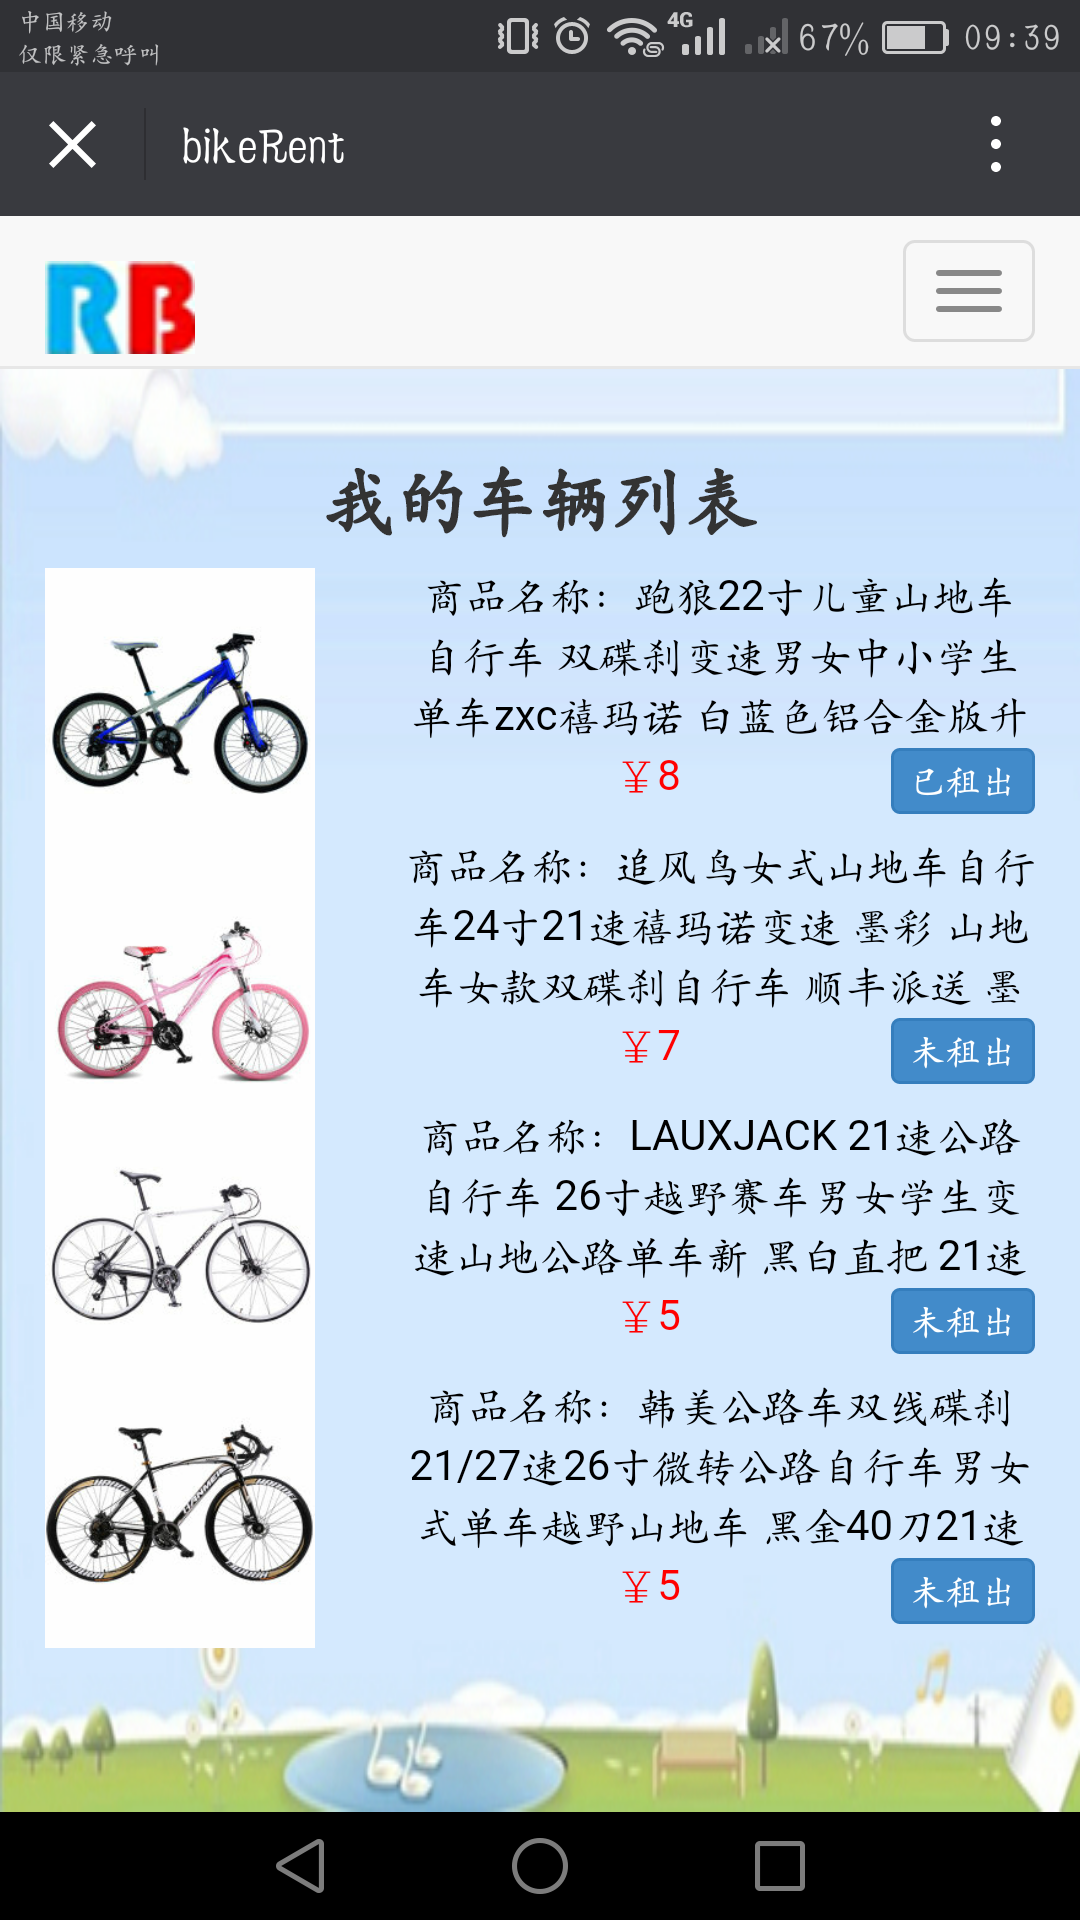 中国移动
仅限紧急呼叫
4G
67%
09:39
bikeRent
RB
我的车辆列表
商品名称：跑狼22寸儿童山地车
自行车 双碟刹变速男女中小学生
单车zxc禧玛诺 白蓝色铝合金版升
￥8
已租出
商品名称：追风鸟女式山地车自行
车24寸21速禧玛诺变速 墨彩 山地
车女款双碟刹自行车 顺丰派送 墨
￥7
未租出
商品名称：LAUXJACK 21速公路
自行车 26寸越野赛车男女学生变
速山地公路单车新 黑白直把 21速
￥5
未租出
商品名称：韩美公路车双线碟刹
21/27速26寸微转公路自行车男女
式单车越野山地车 黑金40刀21速
￥5
未租出